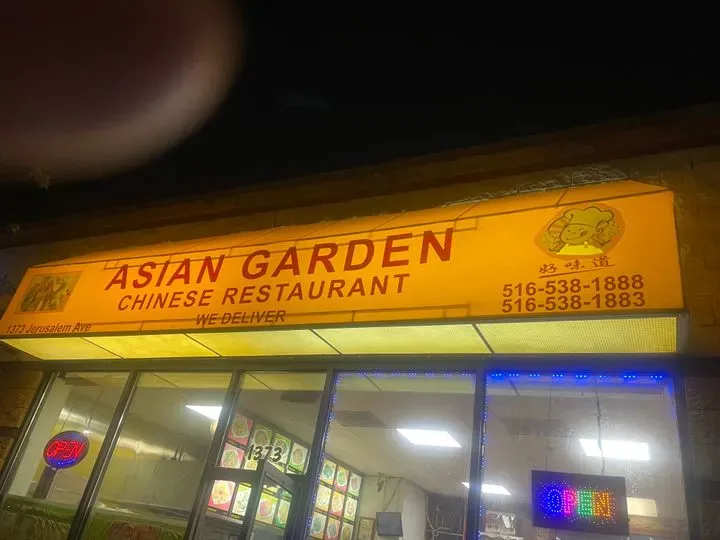 ASIAN GARDEN
CHINESE RESTAURANT
WE DELIVER
1373 Jerusalem Ave
好味道
516-538-1888
516-538-1883
1373
OPEN
OPEN